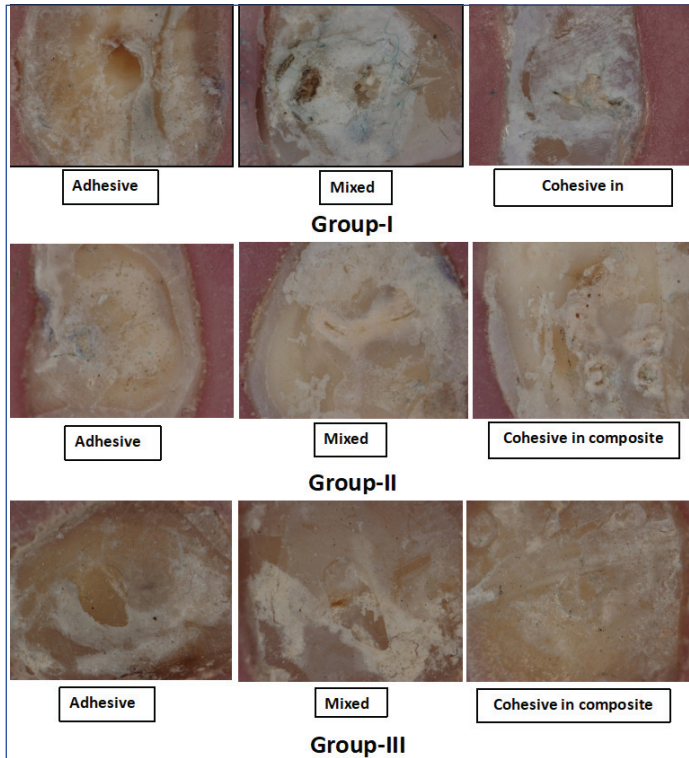 Adhesive
Mixed
Cohesive in
Group-I
Adhesive
Mixed
Cohesive in composite
Group-II
Adhesive
Mixed
Cohesive in composite
Group-III